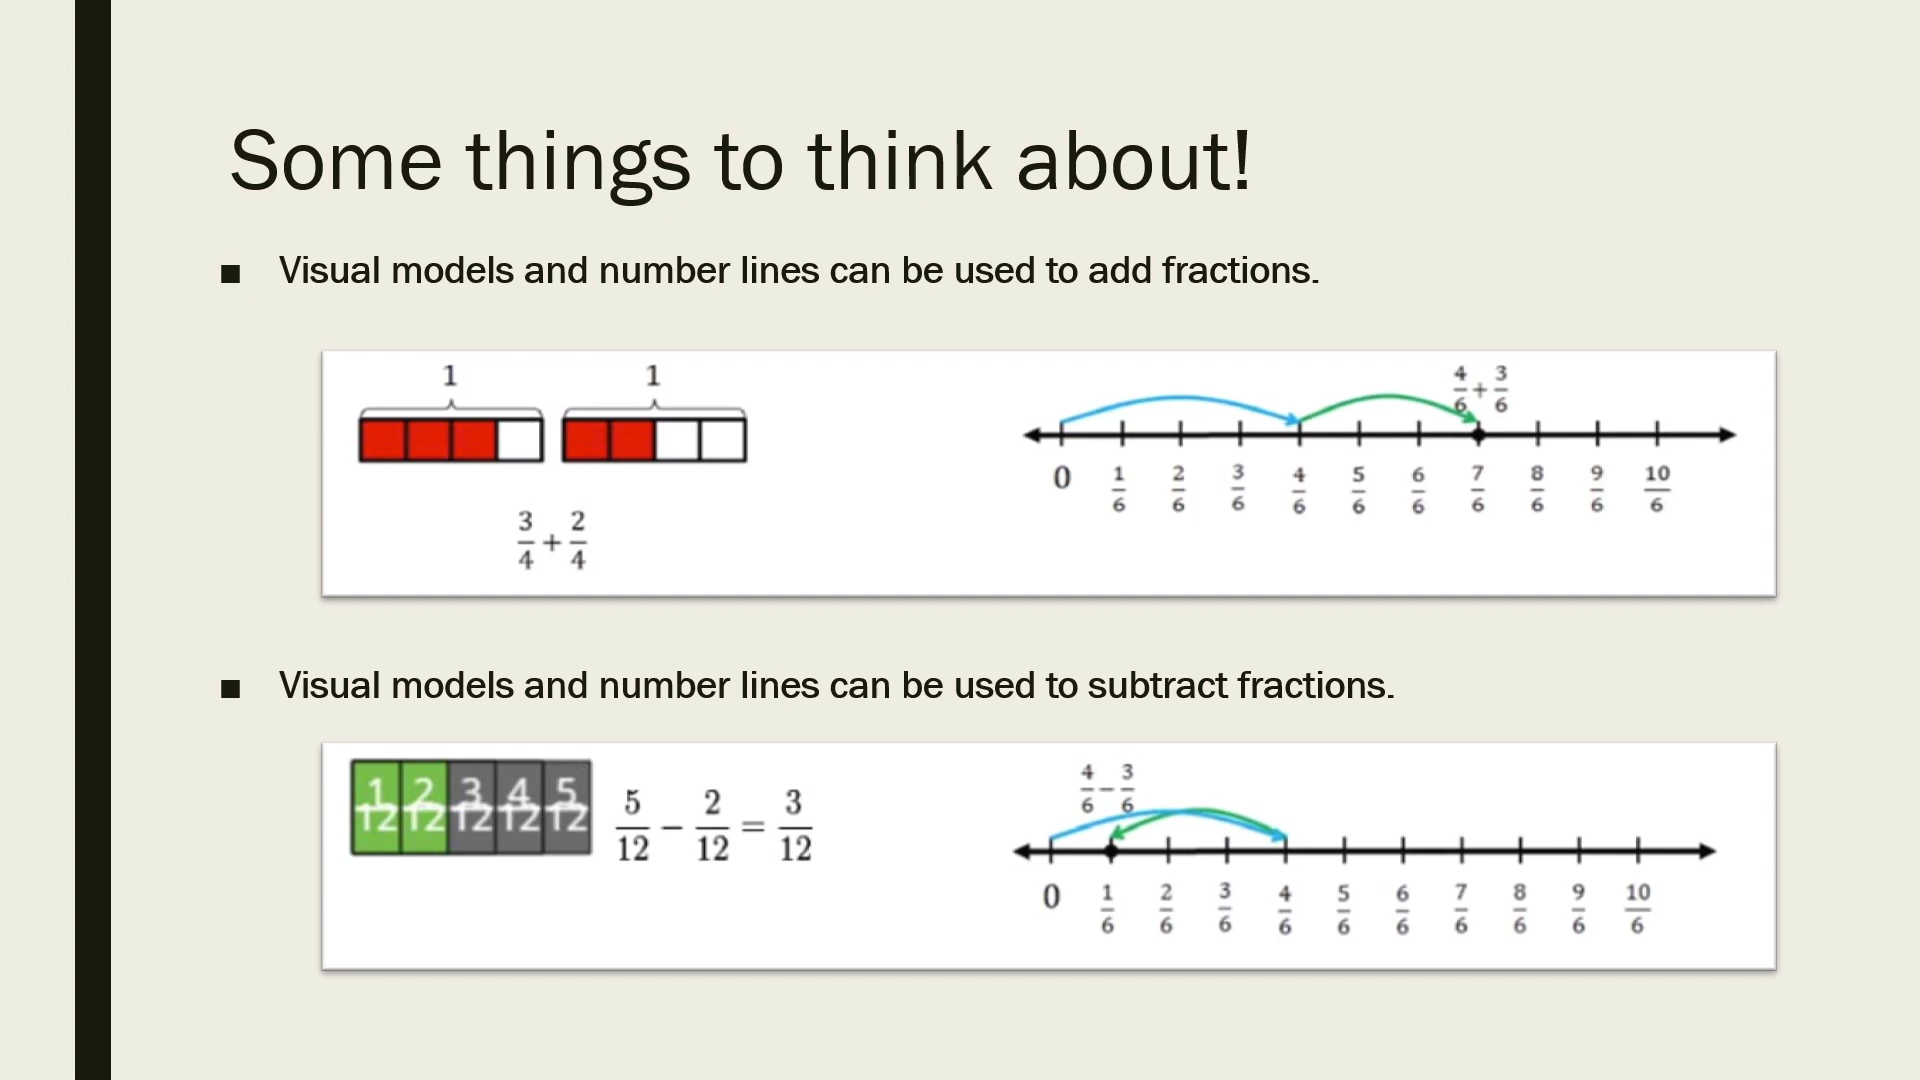 Some things to think about!
■ Visual models and number lines can be used to add fractions.
1 1
3/4 + 2/4
4/6 + 3/6
0 1/6 2/6 3/6 4/6 5/6 6/6 7/6 8/6 9/6 10/6
■ Visual models and number lines can be used to subtract fractions.
1/12 2/12 3/12 4/12 5/12
5/12 − 2/12 = 3/12
4/6 − 3/6
0 1/6 2/6 3/6 4/6 5/6 6/6 7/6 8/6 9/6 10/6